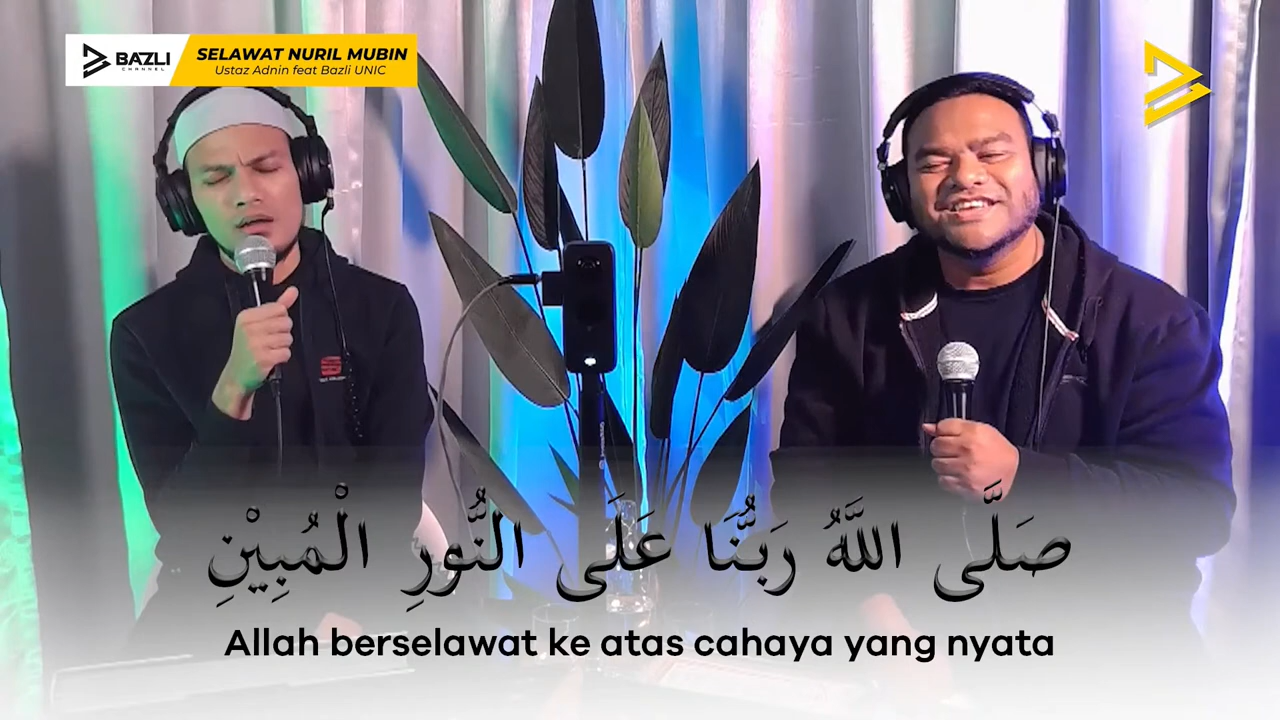 BAZLI
CHANNEL
SELAWAT NURIL MUBIN
Ustaz Adnin feat Bazli UNIC
صَلَّى اللَّهُ رَبُّنَا عَلَى النُّورِ الْمُبِيْنِ
Allah berselawat ke atas cahaya yang nyata